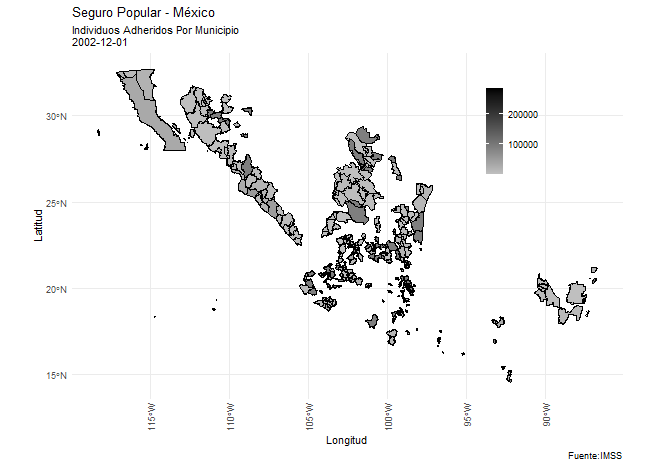 Seguro Popular - México
Individuos Adheridos Por Municipio
2002-12-01
30°N
25°N
20°N
15°N
Latitud
200000
100000
115°W
110°W
105°W
100°W
95°W
90°W
Longitud
Fuente:IMSS